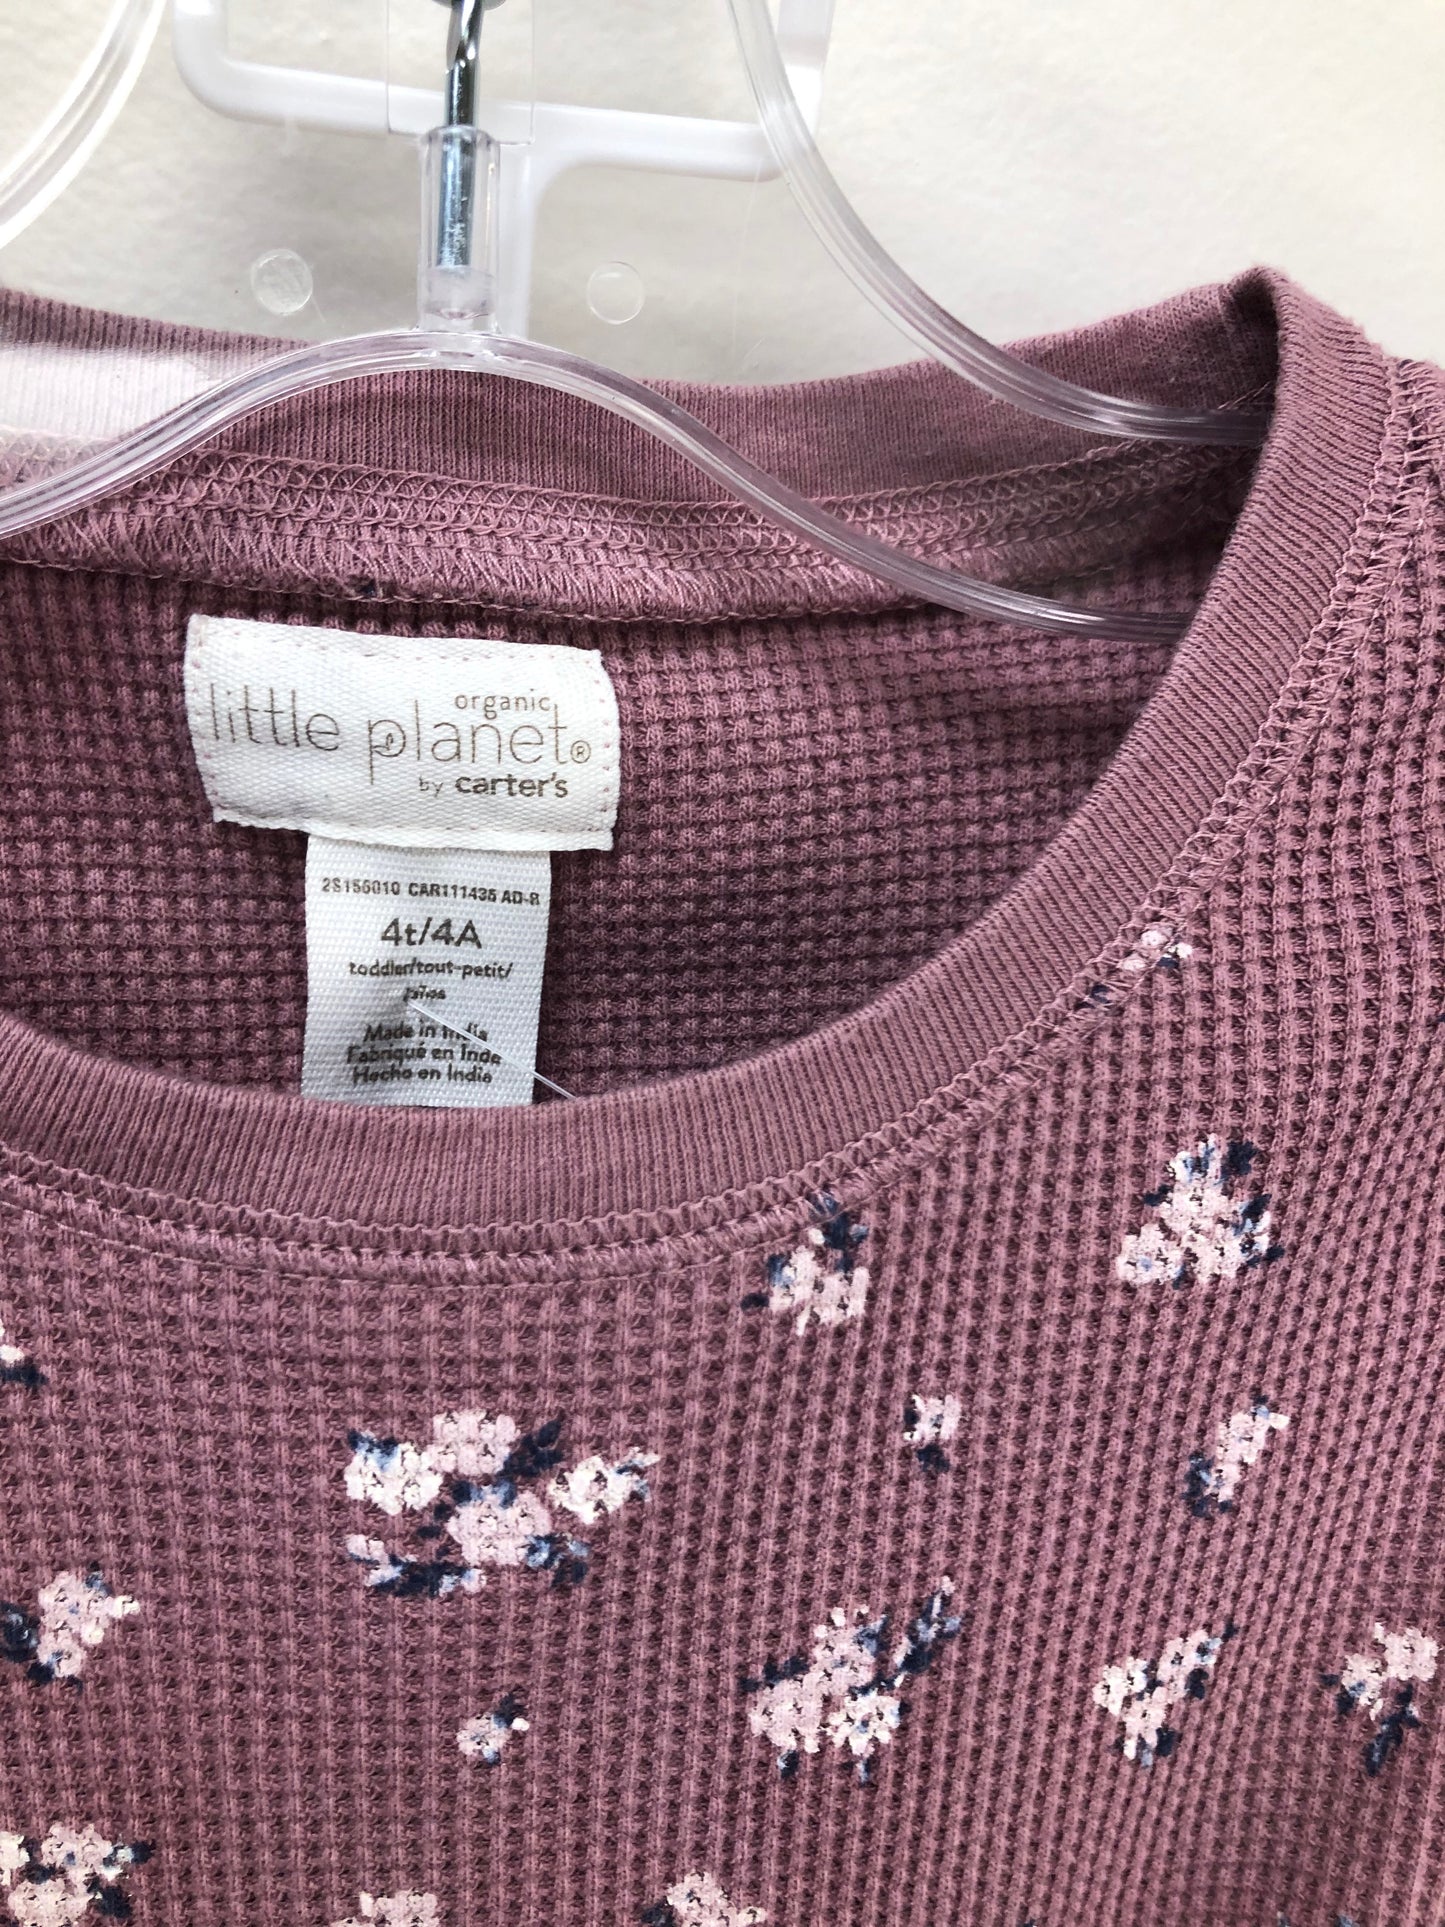 organic
little planet®
by carter's
2S156010 CAR111435 AD-R
4t/4A
toddler/tout-petit/
niños
Made in India
Fabriqué en Inde
Hecho en India